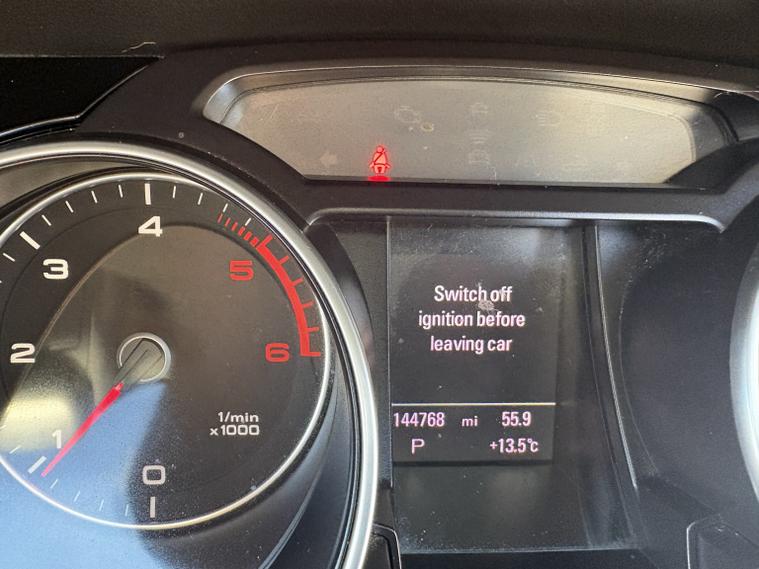 4
3
5
2
6
1/min
x1000
1
0
Switch off
ignition before
leaving car
144768 mi 55.9
P +13.5°C